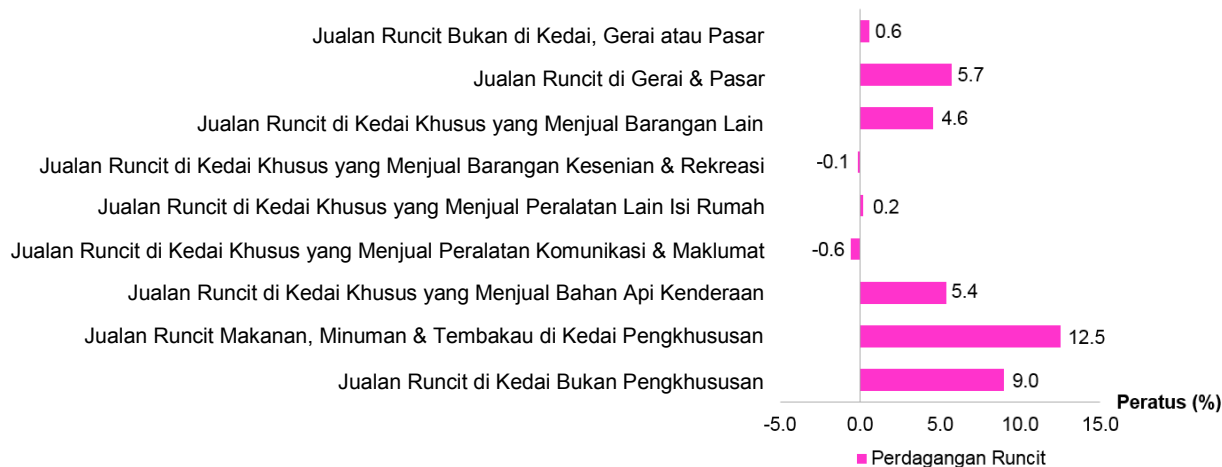 Jualan Runcit Bukan di Kedai, Gerai atau Pasar 0.6
Jualan Runcit di Gerai & Pasar 5.7
Jualan Runcit di Kedai Khusus yang Menjual Barangan Lain 4.6
Jualan Runcit di Kedai Khusus yang Menjual Barangan Kesenian & Rekreasi -0.1
Jualan Runcit di Kedai Khusus yang Menjual Peralatan Lain Isi Rumah 0.2
Jualan Runcit di Kedai Khusus yang Menjual Peralatan Komunikasi & Maklumat -0.6
Jualan Runcit di Kedai Khusus yang Menjual Bahan Api Kenderaan 5.4
Jualan Runcit Makanan, Minuman & Tembakau di Kedai Pengkhususan 12.5
Jualan Runcit di Kedai Bukan Pengkhususan 9.0
Peratus (%)
-5.0 0.0 5.0 10.0 15.0
Perdagangan Runcit